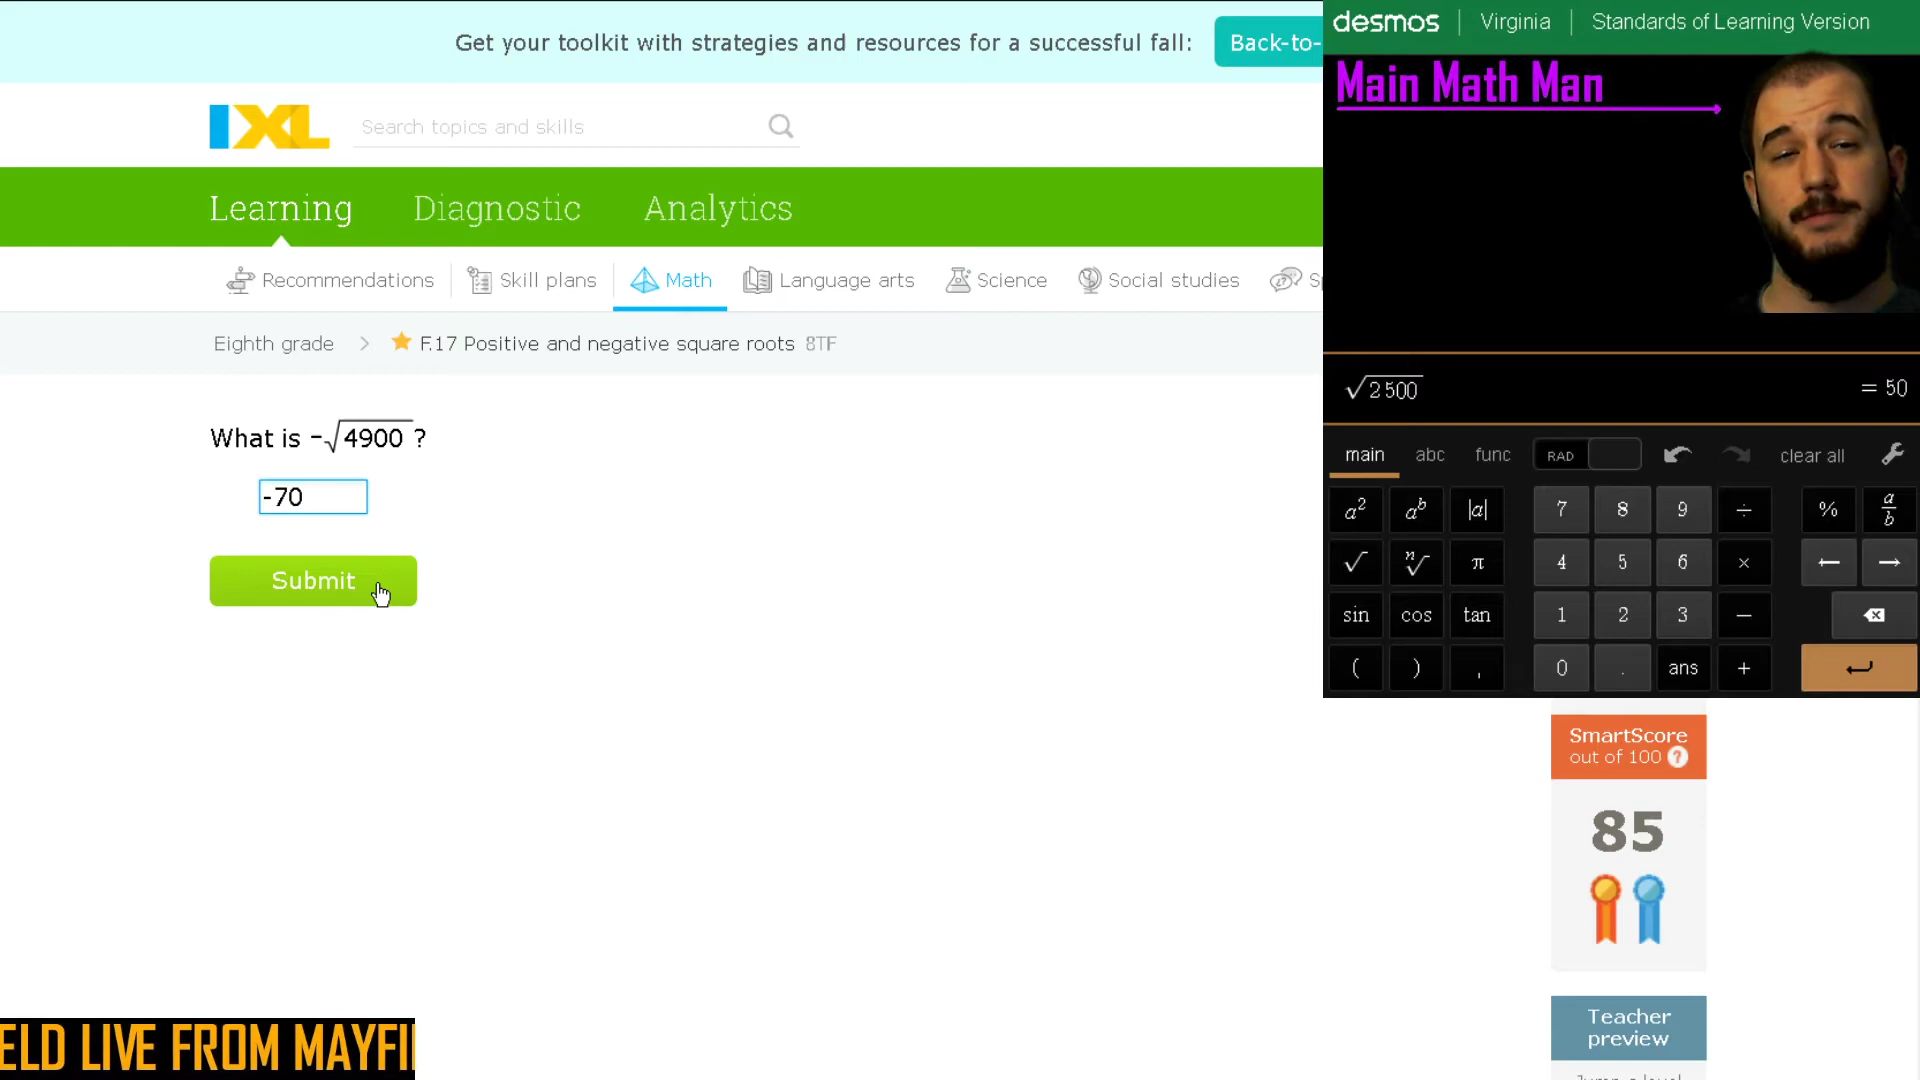 Get your toolkit with strategies and resources for a successful fall:
Back-to-
IXL
Search topics and skills
Learning
Diagnostic
Analytics
Recommendations
Skill plans
Math
Language arts
Science
Social studies
Eighth grade
F.17 Positive and negative square roots 8TF
What is -√4900 ?
-70
Submit
desmos
Virginia
Standards of Learning Version
Main Math Man
√2500 = 50
main abc func RAD clear all
a² aᵇ |a| 7 8 9 ÷ % a/b
√ ⁿ√ π 4 5 6 × ← →
sin cos tan 1 2 3 −
( ) , 0 . ans +
SmartScore
out of 100 ?
85
Teacher
preview
ELD LIVE FROM MAYFI